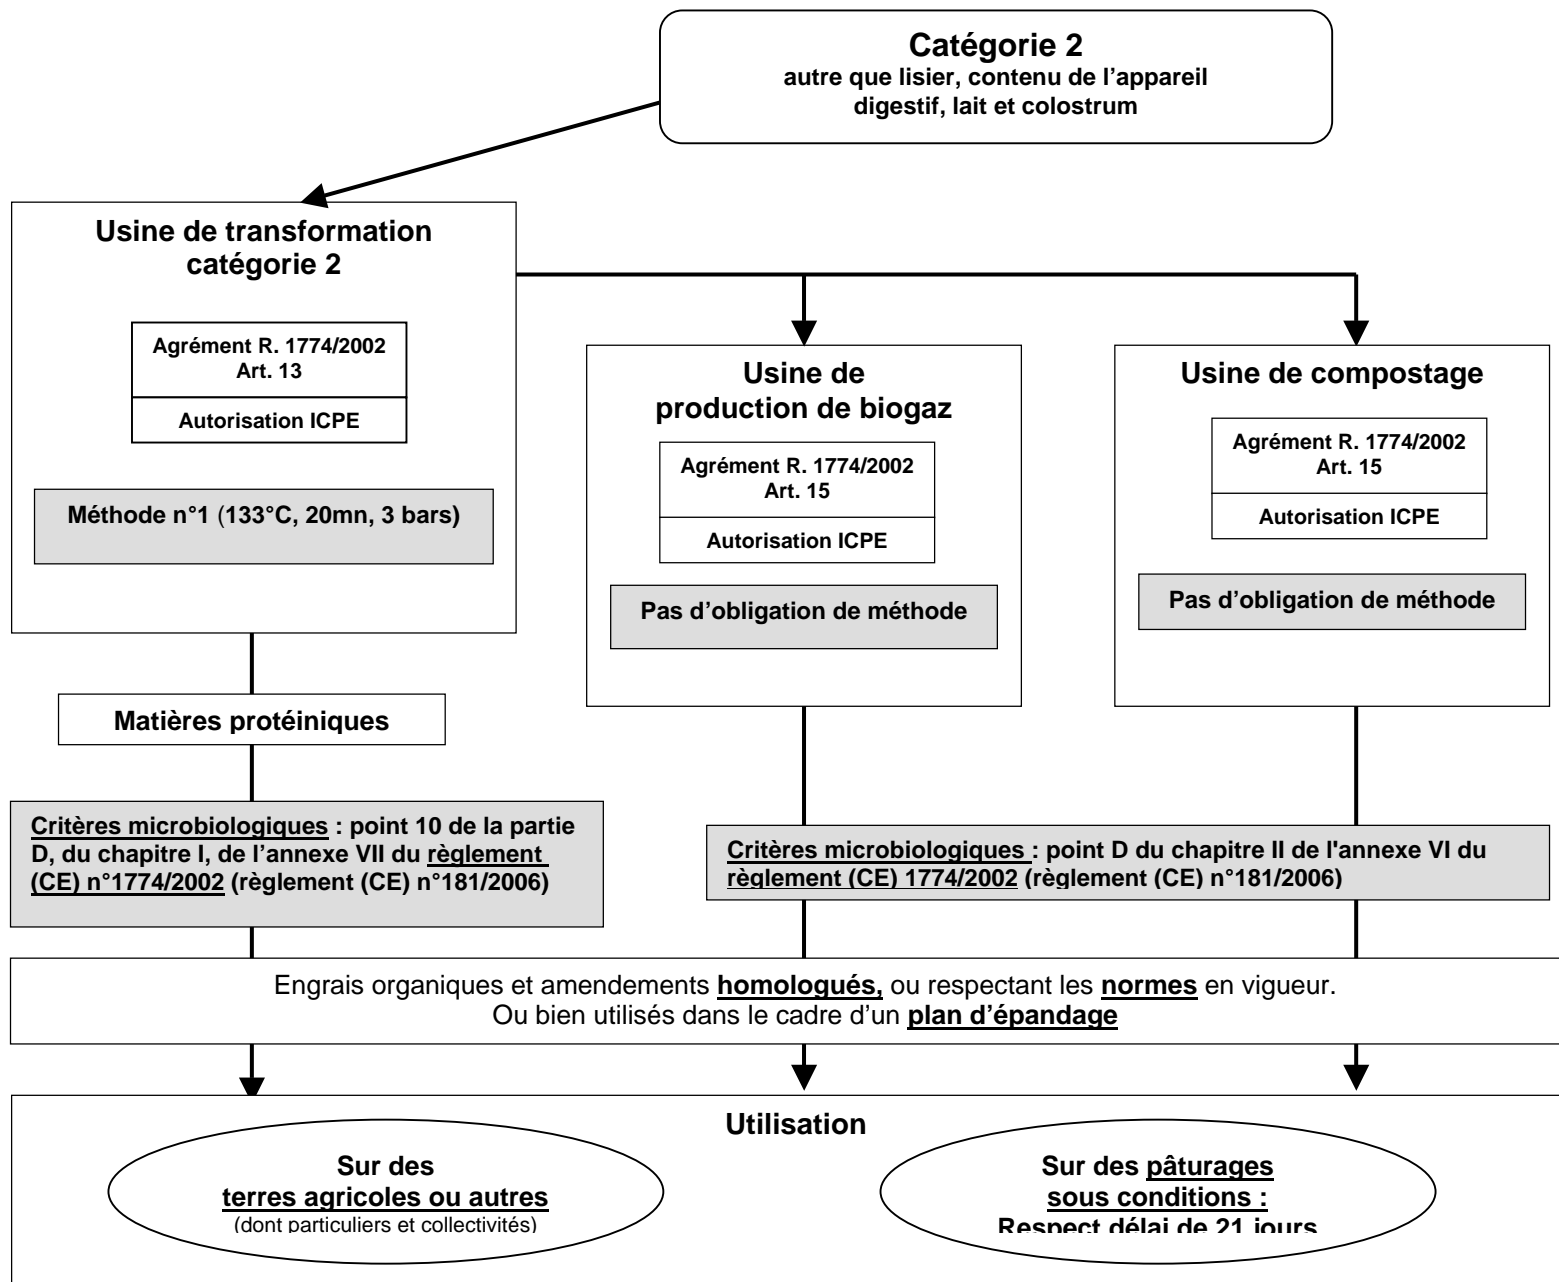 Catégorie 2
autre que lisier, contenu de l’appareil
digestif, lait et colostrum
Usine de transformation
catégorie 2
Agrément R. 1774/2002
Art. 13
Autorisation ICPE
Méthode n°1 (133°C, 20mn, 3 bars)
Usine de
production de biogaz
Agrément R. 1774/2002
Art. 15
Autorisation ICPE
Pas d’obligation de méthode
Usine de compostage
Agrément R. 1774/2002
Art. 15
Autorisation ICPE
Pas d’obligation de méthode
Matières protéiniques
Critères microbiologiques : point 10 de la partie
D, du chapitre I, de l’annexe VII du règlement
(CE) n°1774/2002 (règlement (CE) n°181/2006)
Critères microbiologiques : point D du chapitre II de l'annexe VI du
règlement (CE) 1774/2002 (règlement (CE) n°181/2006)
Engrais organiques et amendements homologués, ou respectant les normes en vigueur.
Ou bien utilisés dans le cadre d’un plan d’épandage
Utilisation
Sur des
terres agricoles ou autres
(dont particuliers et collectivités)
Sur des pâturages
sous conditions :
Respect délai de 21 jours